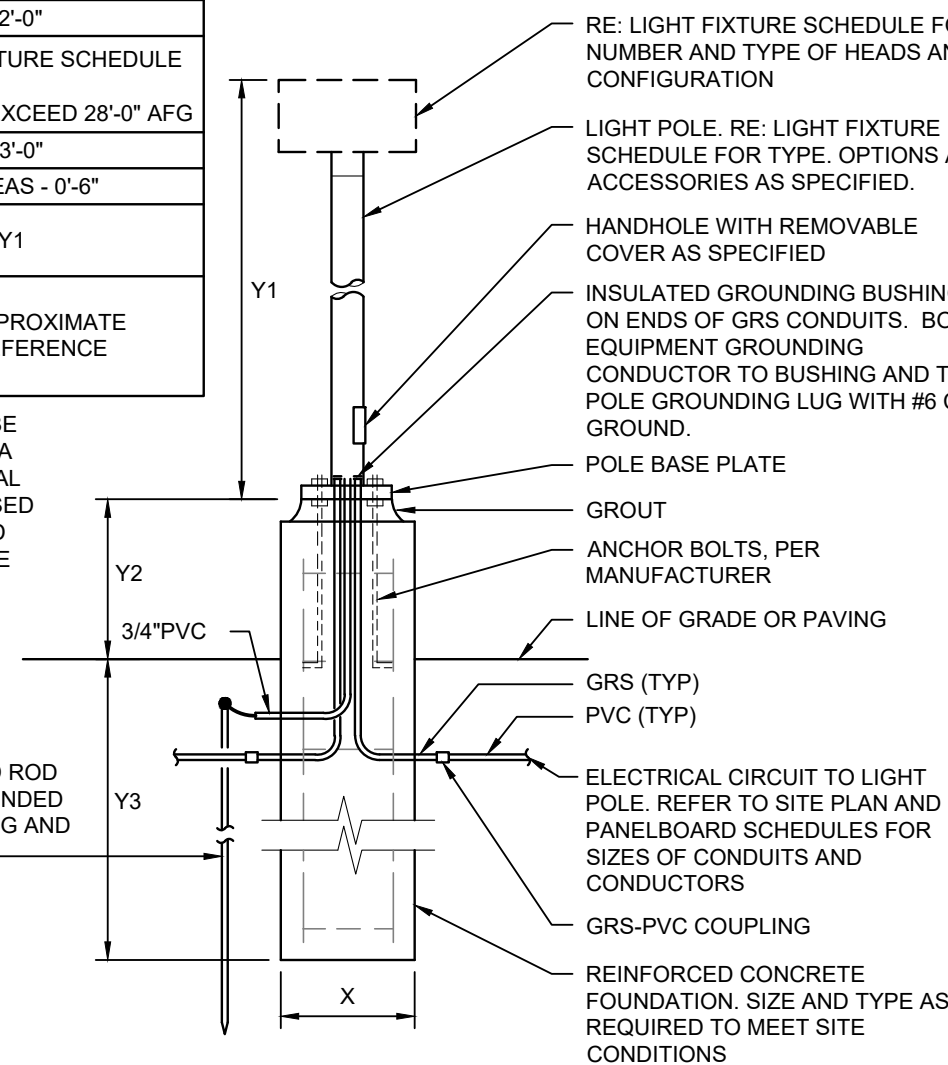 2'-0"
TURE SCHEDULE
XCEED 28'-0" AFG
3'-0"
EAS - 0'-6"
Y1
PROXIMATE
FERENCE
BE
A
AL
SED
D
E
D ROD
NDED
G AND
Y1
Y2
3/4"PVC
Y3
X
RE: LIGHT FIXTURE SCHEDULE FO
NUMBER AND TYPE OF HEADS AN
CONFIGURATION
LIGHT POLE. RE: LIGHT FIXTURE
SCHEDULE FOR TYPE. OPTIONS A
ACCESSORIES AS SPECIFIED.
HANDHOLE WITH REMOVABLE
COVER AS SPECIFIED
INSULATED GROUNDING BUSHING
ON ENDS OF GRS CONDUITS. BO
EQUIPMENT GROUNDING
CONDUCTOR TO BUSHING AND T
POLE GROUNDING LUG WITH #6 C
GROUND.
POLE BASE PLATE
GROUT
ANCHOR BOLTS, PER
MANUFACTURER
LINE OF GRADE OR PAVING
GRS (TYP)
PVC (TYP)
ELECTRICAL CIRCUIT TO LIGHT
POLE. REFER TO SITE PLAN AND
PANELBOARD SCHEDULES FOR
SIZES OF CONDUITS AND
CONDUCTORS
GRS-PVC COUPLING
REINFORCED CONCRETE
FOUNDATION. SIZE AND TYPE AS
REQUIRED TO MEET SITE
CONDITIONS